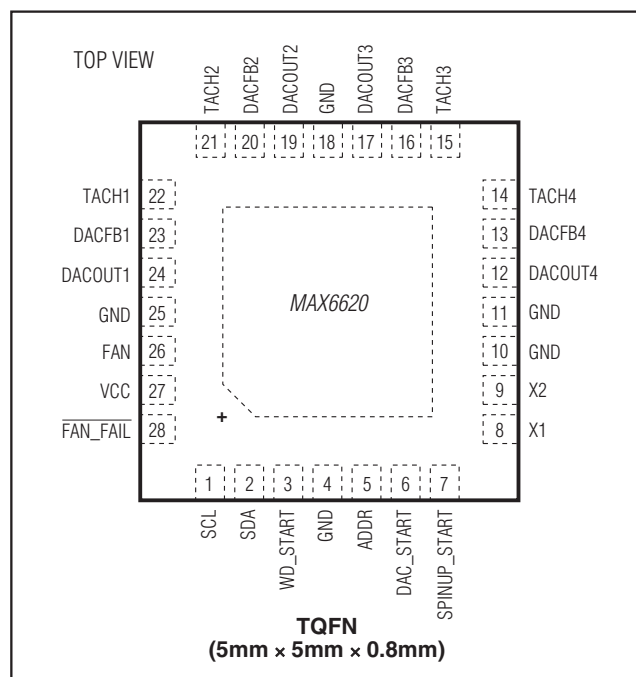 TOP VIEW
TACH2
DACFB2
DACOUT2
GND
DACOUT3
DACFB3
TACH3
21 20 19 18 17 16 15
TACH1 22
DACFB1 23
DACOUT1 24
GND 25
FAN 26
VCC 27
FAN_FAIL 28
MAX6620
14 TACH4
13 DACFB4
12 DACOUT4
11 GND
10 GND
9 X2
8 X1
+
1 2 3 4 5 6 7
SCL
SDA
WD_START
GND
ADDR
DAC_START
SPINUP_START
TQFN
(5mm × 5mm × 0.8mm)